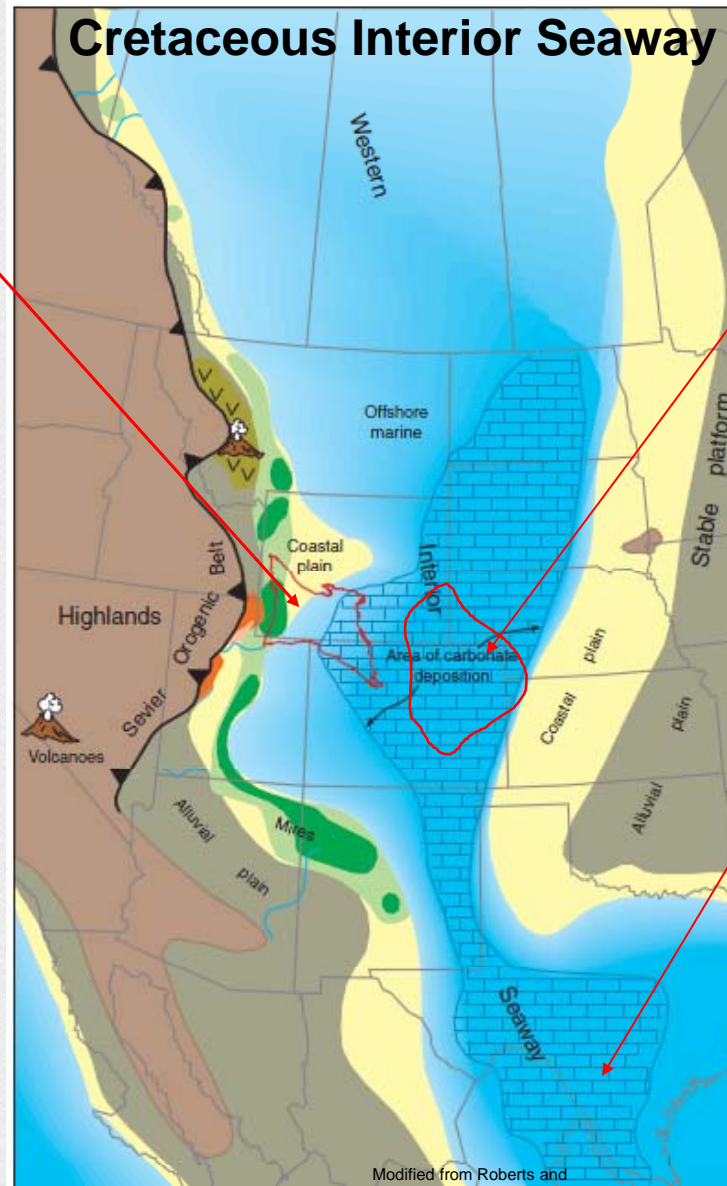 Cretaceous Interior Seaway
Western
Offshore
marine
Stable platform
Interior
Coastal
plain
Sevier Orogenic Belt
Highlands
Area of carbonate
deposition
Coastal plain
Volcanoes
Alluvial
plain
Mires
Alluvial plain
Seaway
Modified from Roberts and